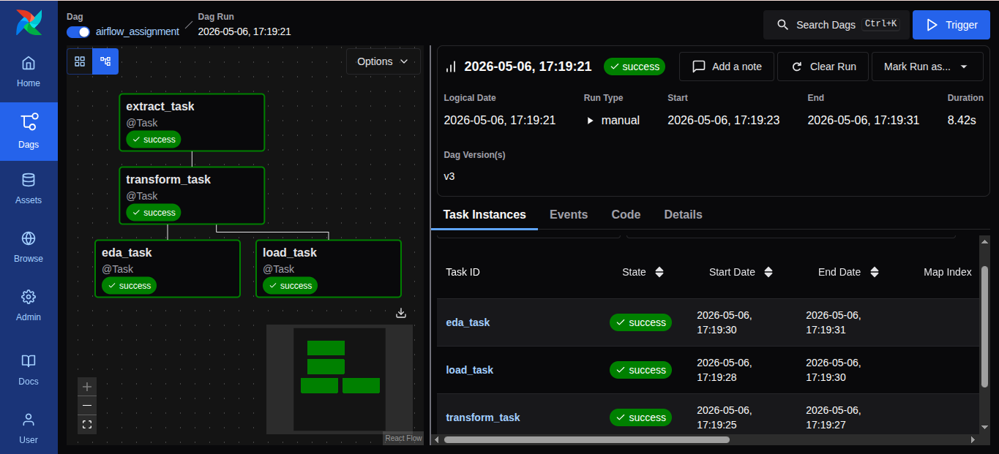 Dag
airflow_assignment
Dag Run
2026-05-06, 17:19:21
Search Dags Ctrl+K
Trigger
Home
Dags
Assets
Browse
Admin
Docs
User
Options
extract_task
@Task
success
transform_task
@Task
success
eda_task
@Task
success
load_task
@Task
success
React Flow
2026-05-06, 17:19:21 success Add a note Clear Run Mark Run as...
Logical Date Run Type Start End Duration
2026-05-06, 17:19:21 manual 2026-05-06, 17:19:23 2026-05-06, 17:19:31 8.42s
Dag Version(s)
v3
Task Instances Events Code Details
Task ID State Start Date End Date Map Index
eda_task success 2026-05-06, 17:19:30 2026-05-06, 17:19:31
load_task success 2026-05-06, 17:19:28 2026-05-06, 17:19:30
transform_task success 2026-05-06, 17:19:25 2026-05-06, 17:19:27